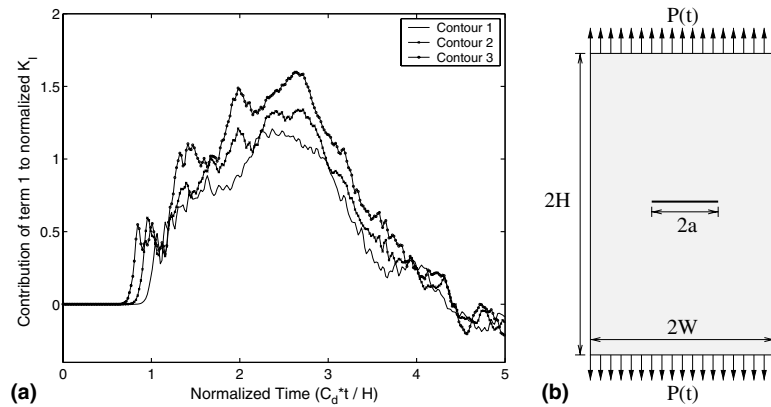 Contour 1
Contour 2
Contour 3
2
1.5
1
0.5
0
Contribution of term 1 to normalized K_I
0 1 2 3 4 5
Normalized Time (C_d*t / H)
(a)
P(t)
2H
2a
2W
P(t)
(b)